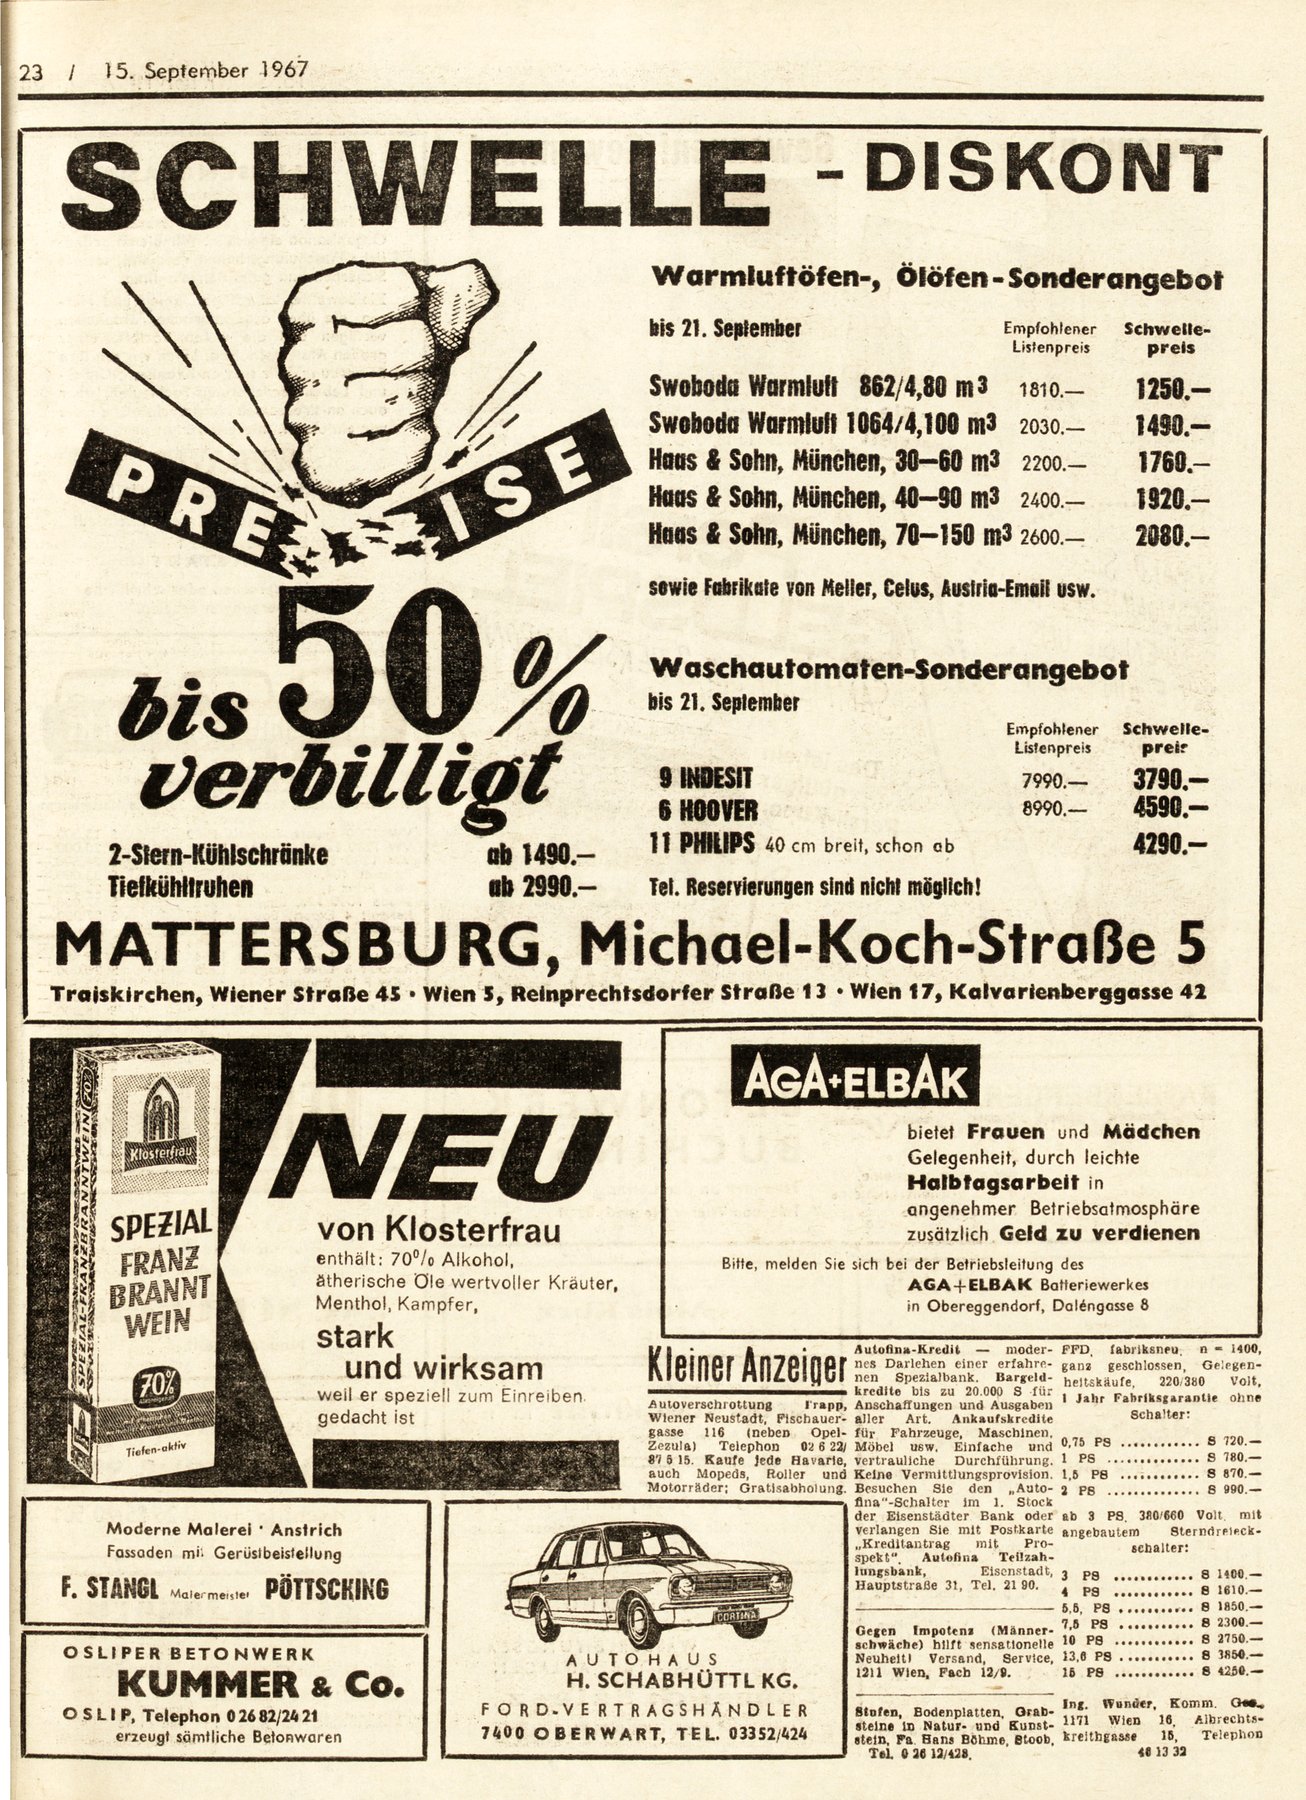 23 / 15. September 1967
SCHWELLE - DISKONT
PREISE
bis 50%
verbilligt
2-Stern-Kühlschränke ab 1490.—
Tiefkühltruhen ab 2990.—
Warmluftöfen-, Ölöfen-Sonderangebot
bis 21. September Empfohlener Listenpreis Schwelle-preis
Swoboda Warmluft 862/4,80 m3 1810.— 1250.—
Swoboda Warmluft 1064/4,100 m3 2030.— 1490.—
Haas & Sohn, München, 30—60 m3 2200.— 1760.—
Haas & Sohn, München, 40—90 m3 2400.— 1920.—
Haas & Sohn, München, 70—150 m3 2600.— 2080.—
sowie Fabrikate von Meller, Celus, Austria-Email usw.
Waschautomaten-Sonderangebot
bis 21. September
Empfohlener Listenpreis Schwelle-preis
9 INDESIT 7990.— 3790.—
6 HOOVER 8990.— 4590.—
11 PHILIPS 40 cm breit, schon ab 4290.—
Tel. Reservierungen sind nicht möglich!
MATTERSBURG, Michael-Koch-Straße 5
Traiskirchen, Wiener Straße 45 • Wien 5, Reinprechtsdorfer Straße 13 • Wien 17, Kalvarienberggasse 42
Klosterfrau
SPEZIAL
FRANZ
BRANNT
WEIN
70%
Tiefen-aktiv
SPEZIAL-FRANZBRANNTWEIN 70%
NEU
von Klosterfrau
enthält: 70% Alkohol,
ätherische Öle wertvoller Kräuter,
Menthol, Kampfer,
stark
und wirksam
weil er speziell zum Einreiben
gedacht ist
AGA+ELBAK
bietet Frauen und Mädchen
Gelegenheit, durch leichte
Halbtagsarbeit in
angenehmer Betriebsatmosphäre
zusätzlich Geld zu verdienen
Bitte, melden Sie sich bei der Betriebsleitung des
AGA+ELBAK Batteriewerkes
in Obereggendorf, Daléngasse 8
Moderne Malerei · Anstrich
Fassaden mit Gerüstbeistellung
F. STANGL Malermeister PÖTTSCHING
OSLIPER BETONWERK
KUMMER & Co.
OSLIP, Telephon 0 26 82/24 21
erzeugt sämtliche Betonwaren
CORTINA
AUTOHAUS
H. SCHABHÜTTL KG.
FORD-VERTRAGSHÄNDLER
7400 OBERWART, TEL. 03352/424
Kleiner Anzeiger
Autoverschrottung Trapp,
Wiener Neustadt, Fischauer-
gasse 116 (neben Opel-
Zezula) Telephon 02 6 22/
87 5 15. Kaufe jede Havarie,
auch Mopeds, Roller und
Motorräder; Gratisabholung.
Autofina-Kredit — moder-
nes Darlehen einer erfahre-
nen Spezialbank. Bargeld-
kredite bis zu 20.000 S für
Anschaffungen und Ausgaben
aller Art. Ankaufskredite
für Fahrzeuge, Maschinen,
Möbel usw. Einfache und
vertrauliche Durchführung.
Keine Vermittlungsprovision.
Besuchen Sie den „Auto-
fina"-Schalter im 1. Stock
der Eisenstädter Bank oder
verlangen Sie mit Postkarte
„Kreditantrag mit Pro-
spekt". Autofina Teilzah-
lungsbank, Eisenstadt,
Hauptstraße 31, Tel. 21 90.
Gegen Impotenz (Männer-
schwäche) hilft sensationelle
Neuheit! Versand, Service,
1211 Wien, Fach 12/9.
Stufen, Bodenplatten, Grab-
steine in Natur- und Kunst-
stein, Fa. Hans Böhme, Stoob,
Tel. 0 26 12/428.
FFD, fabriksneu, n = 1400,
ganz geschlossen, Gelegen-
heitskäufe, 220/380 Volt,
1 Jahr Fabriksgarantie ohne
Schalter:
0,75 PS ............ S 720.—
1 PS ............ S 780.—
1,5 PS ............ S 870.—
2 PS ............ S 990.—
ab 3 PS, 380/660 Volt mit
angebautem Sterndreieck-
schalter:
3 PS ............ S 1400.—
4 PS ............ S 1610.—
5,5, PS ............ S 1850.—
7,5 PS ............ S 2300.—
10 PS ............ S 2750.—
13,6 PS ............ S 3850.—
15 PS ............ S 4250.—
Ing. Wunder, Komm. Ges.,
1171 Wien 16, Albrechts-
kreithgasse 15, Telephon
46 13 32